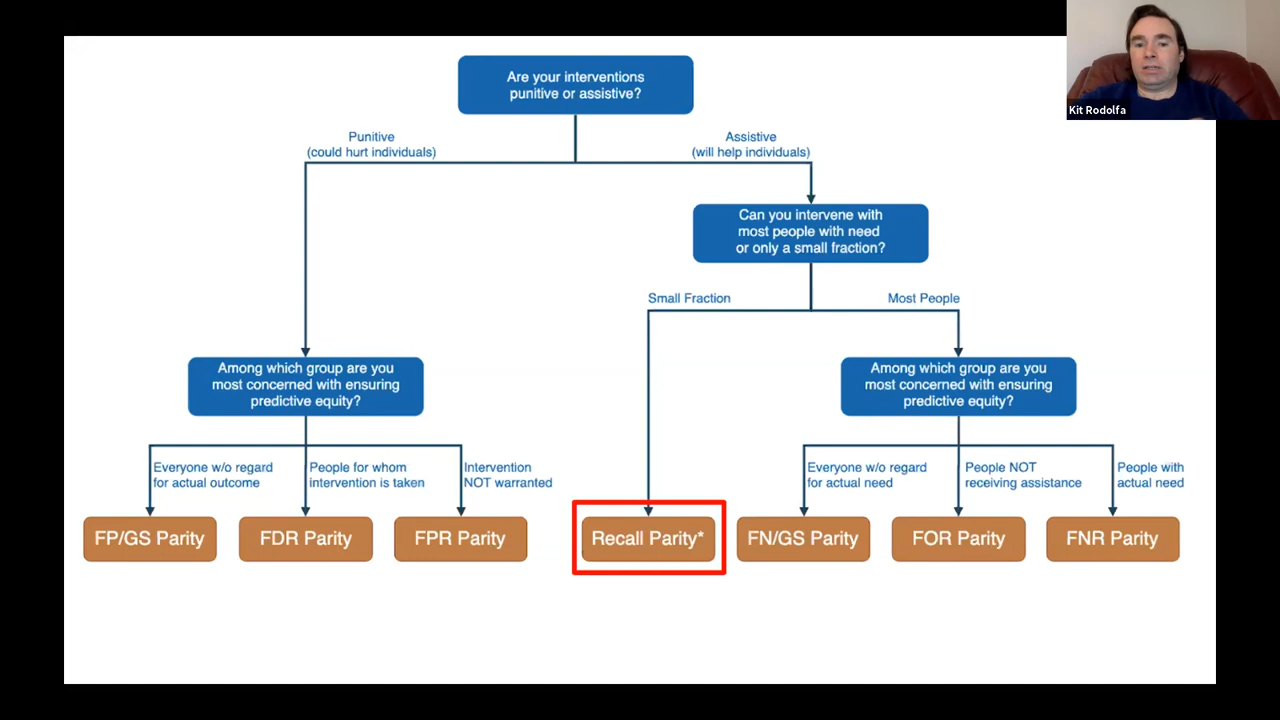 Are your interventions
punitive or assistive?
Kit Rodolfa
Punitive
(could hurt individuals)
Assistive
(will help individuals)
Can you intervene with
most people with need
or only a small fraction?
Small Fraction
Most People
Among which group are you
most concerned with ensuring
predictive equity?
Among which group are you
most concerned with ensuring
predictive equity?
Everyone w/o regard
for actual outcome
People for whom
intervention is taken
Intervention
NOT warranted
Everyone w/o regard
for actual need
People NOT
receiving assistance
People with
actual need
FP/GS Parity
FDR Parity
FPR Parity
Recall Parity*
FN/GS Parity
FOR Parity
FNR Parity